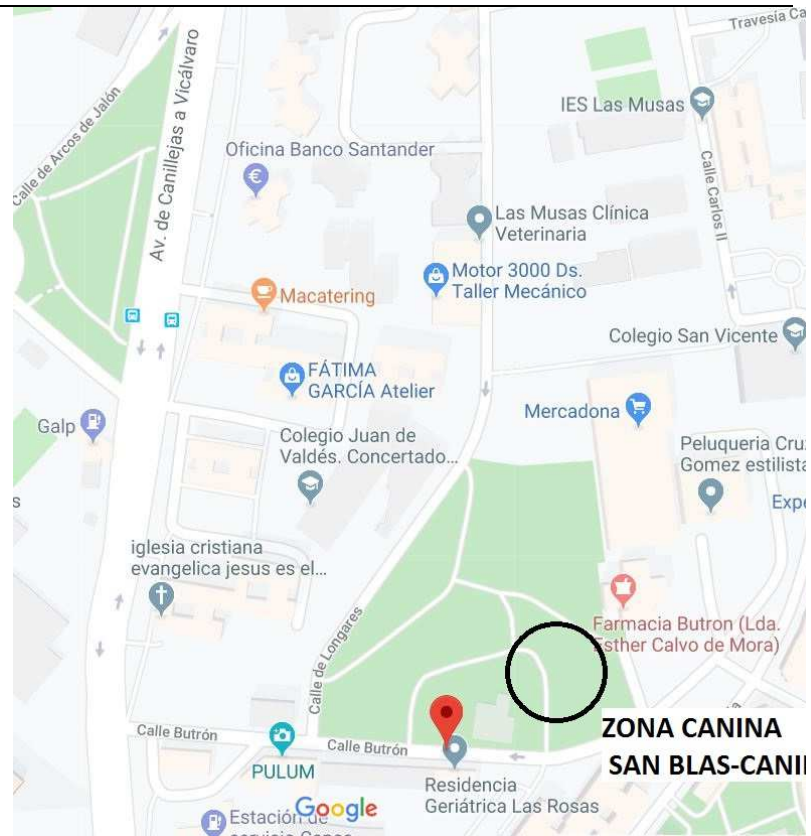 Travesía Ca
Calle de Arcos de Jalón
Av. de Canillejas a Vicálvaro
IES Las Musas
Oficina Banco Santander
€
Calle Carlos II
Las Musas Clínica
Veterinaria
Motor 3000 Ds.
Taller Mecánico
Macatering
Colegio San Vicente
FÁTIMA
GARCÍA Atelier
Mercadona
Galp
Colegio Juan de
Valdés. Concertado...
Peluqueria Cru
Gomez estilista
s
Expe
iglesia cristiana
evangelica jesus es el...
Calle de Longares
Farmacia Butron (Lda.
Esther Calvo de Mora)
ZONA CANINA
SAN BLAS-CANI
Calle Butrón
Calle Butrón
PULUM
Residencia
Geriátrica Las Rosas
Google
Estación de